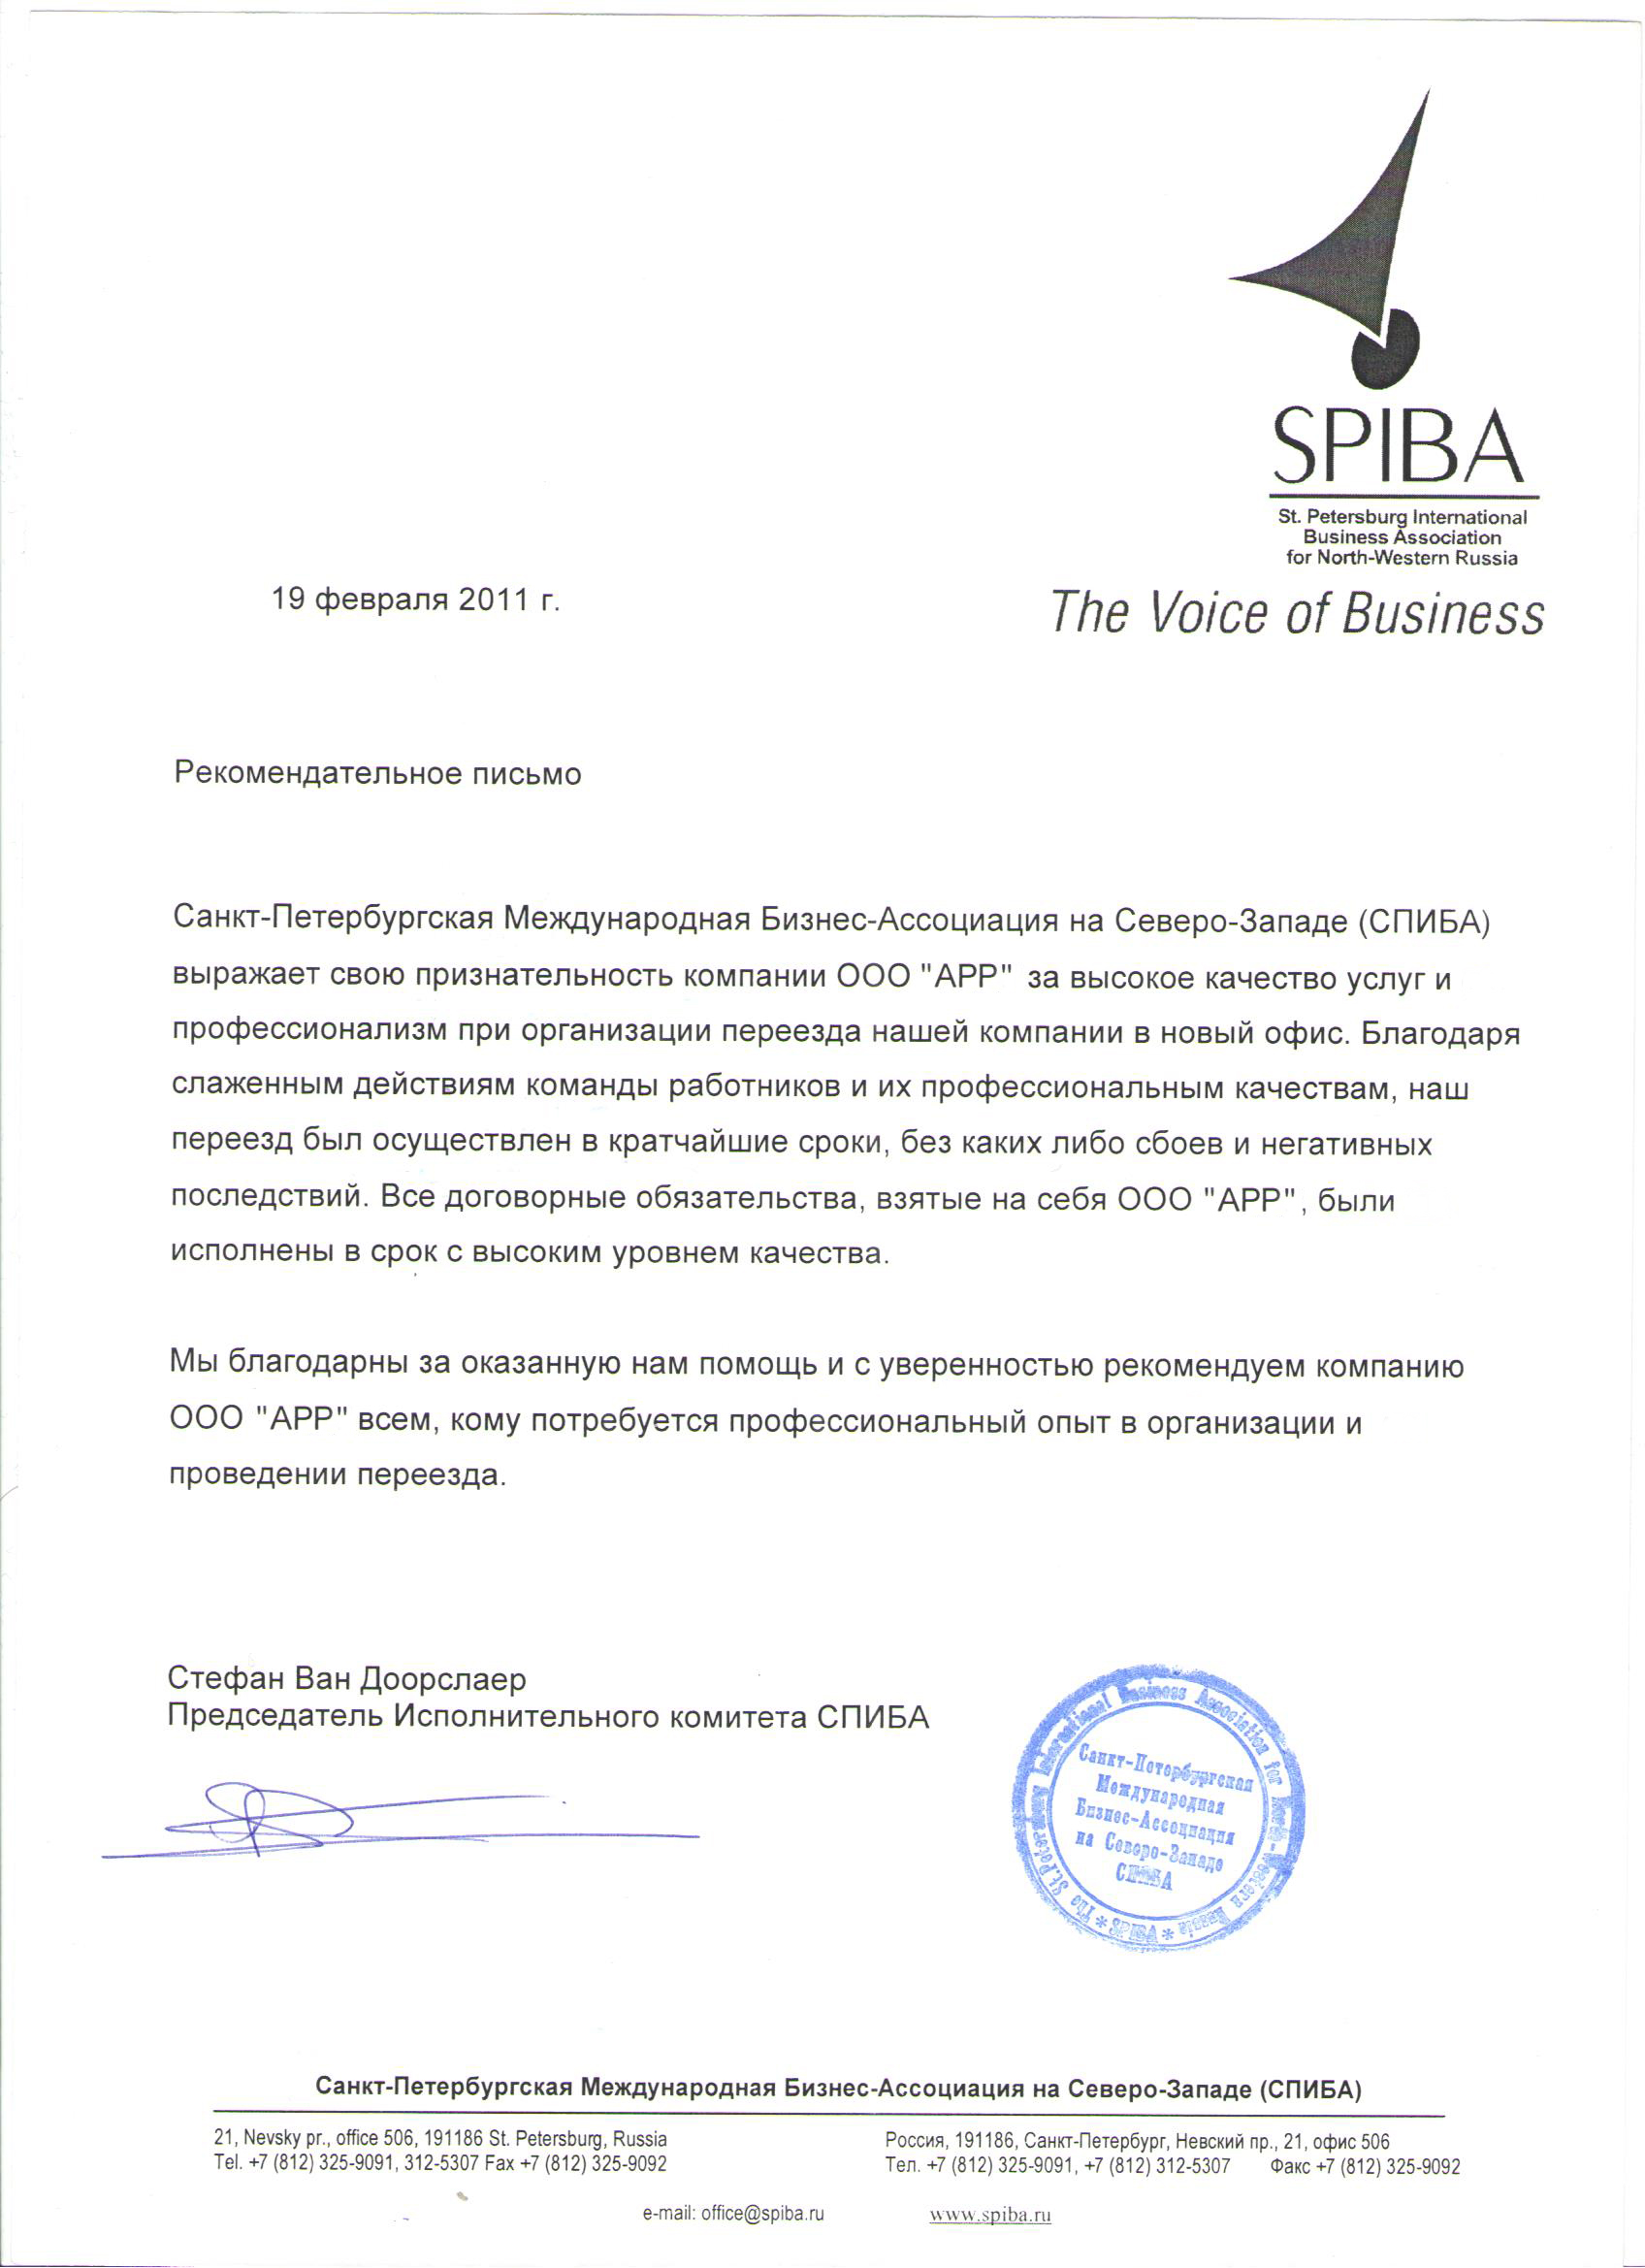 SPIBA
St. Petersburg International
Business Association
for North-Western Russia
The Voice of Business
19 февраля 2011 г.
Рекомендательное письмо
Санкт-Петербургская Международная Бизнес-Ассоциация на Северо-Западе (СПИБА)
выражает свою признательность компании ООО "АРР" за высокое качество услуг и
профессионализм при организации переезда нашей компании в новый офис. Благодаря
слаженным действиям команды работников и их профессиональным качествам, наш
переезд был осуществлен в кратчайшие сроки, без каких либо сбоев и негативных
последствий. Все договорные обязательства, взятые на себя ООО "АРР", были
исполнены в срок с высоким уровнем качества.
Мы благодарны за оказанную нам помощь и с уверенностью рекомендуем компанию
ООО "АРР" всем, кому потребуется профессиональный опыт в организации и
проведении переезда.
Стефан Ван Доорслаер
Председатель Исполнительного комитета СПИБА
The St.Petersburg International Business Association for North-Western Russia * SPIBA *
Санкт-Петербургская
Международная
Бизнес-Ассоциация
на Северо-Западе
СПИБА
Санкт-Петербургская Международная Бизнес-Ассоциация на Северо-Западе (СПИБА)
21, Nevsky pr., office 506, 191186 St. Petersburg, Russia
Tel. +7 (812) 325-9091, 312-5307 Fax +7 (812) 325-9092
Россия, 191186, Санкт-Петербург, Невский пр., 21, офис 506
Тел. +7 (812) 325-9091, +7 (812) 312-5307 Факс +7 (812) 325-9092
e-mail: office@spiba.ru www.spiba.ru